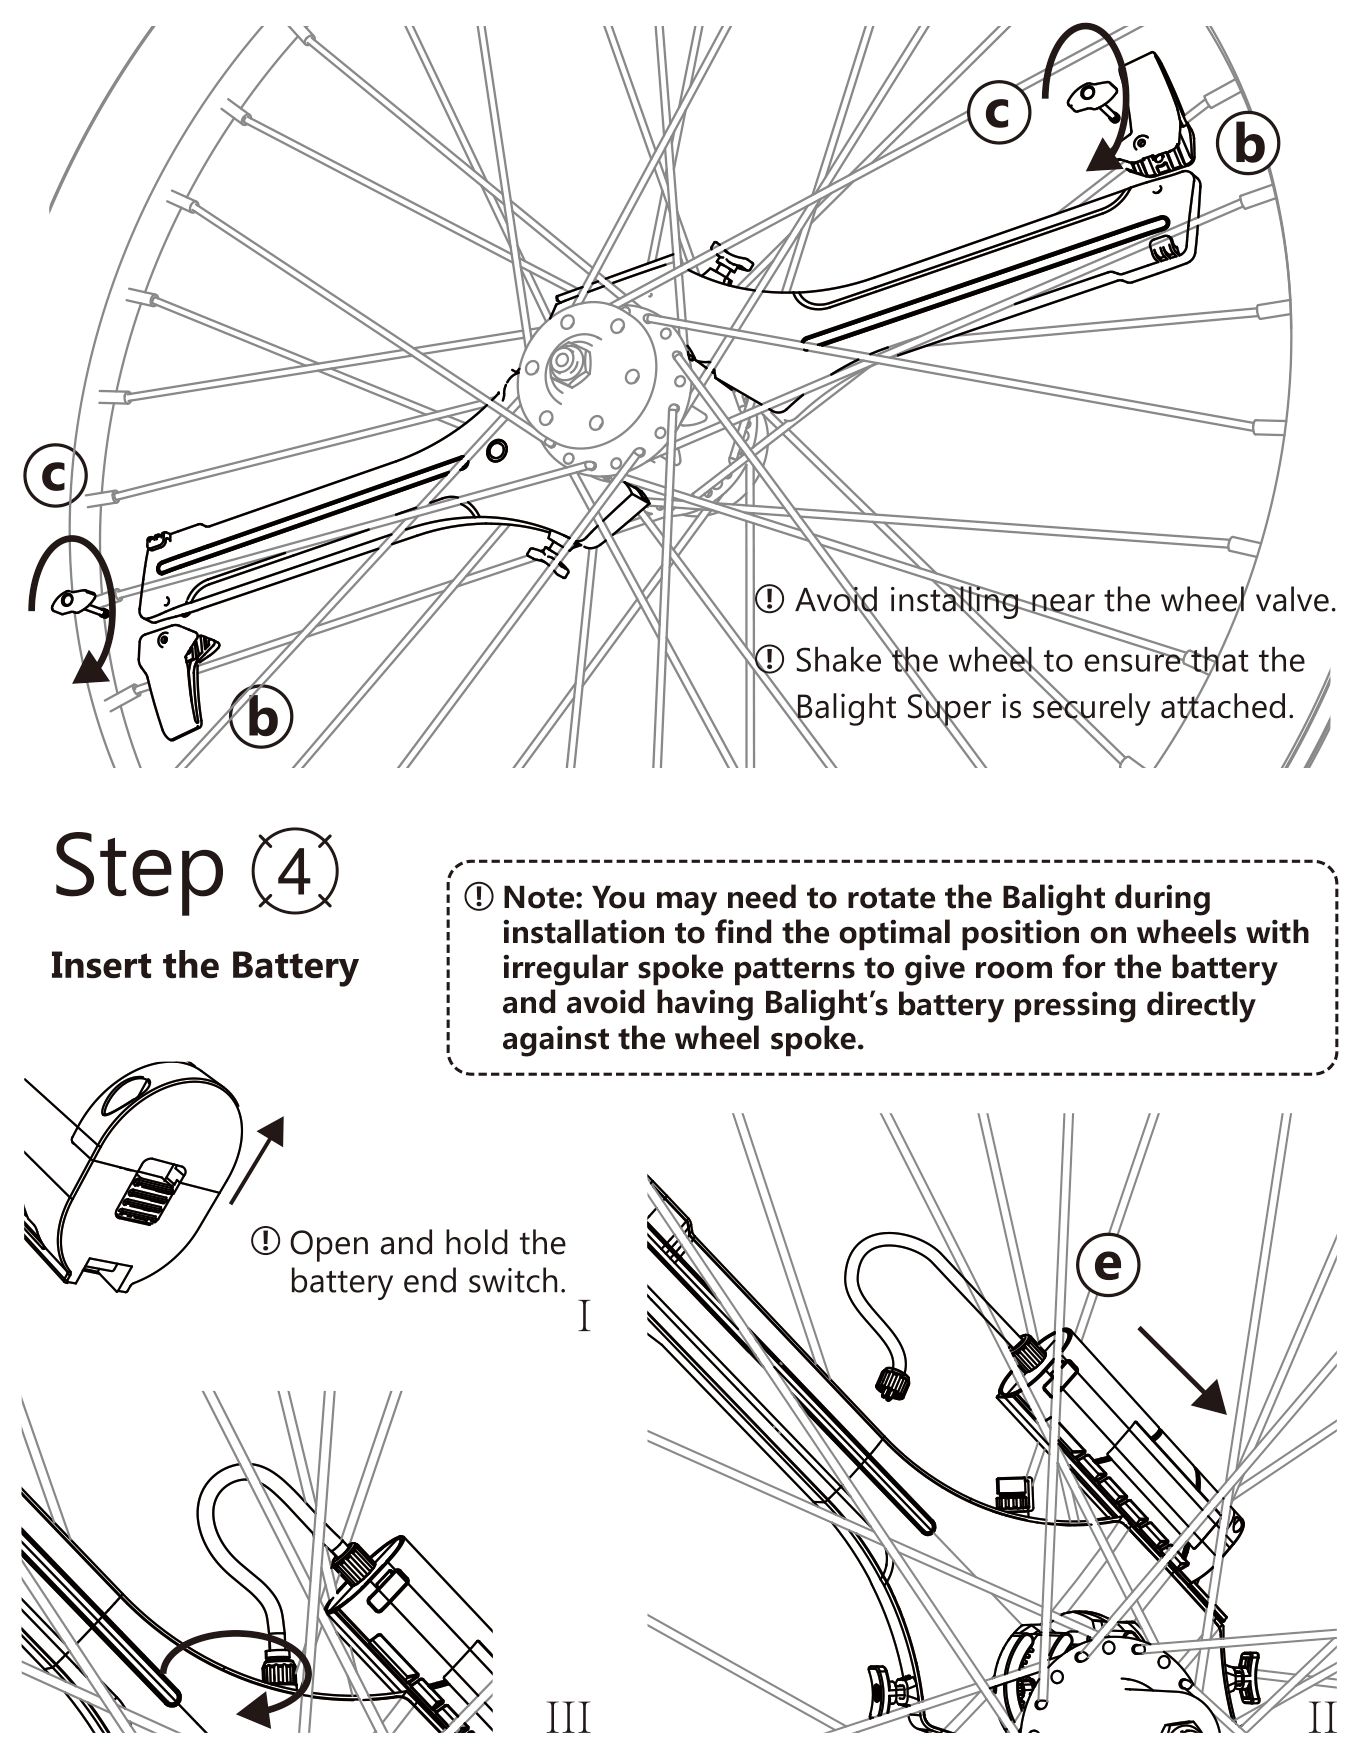 c
b
c
b
! Avoid installing near the wheel valve.
! Shake the wheel to ensure that the
Balight Super is securely attached.
Step 4
Insert the Battery
! Note: You may need to rotate the Balight during
installation to find the optimal position on wheels with
irregular spoke patterns to give room for the battery
and avoid having Balight’s battery pressing directly
against the wheel spoke.
! Open and hold the
battery end switch.
I
e
III
II